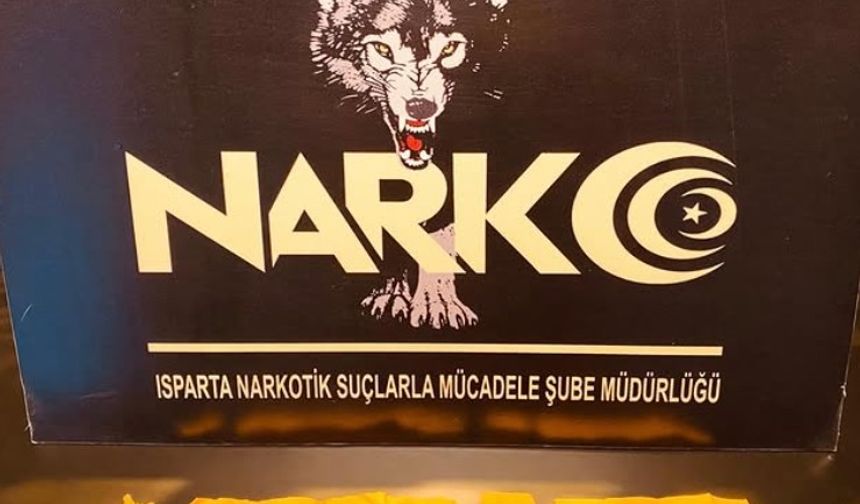 NARKO
ISPARTA NARKOTİK SUÇLARLA MÜCADELE ŞUBE MÜDÜRLÜĞÜ